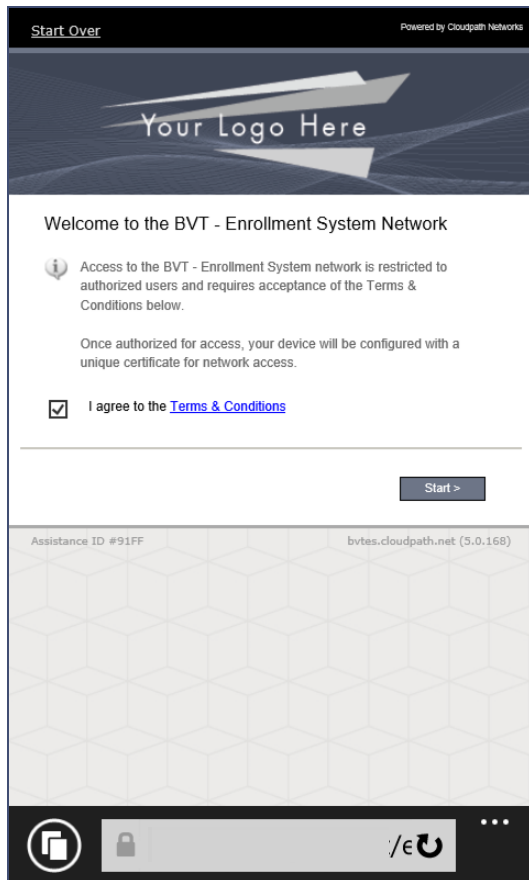 Start Over
Powered by Cloudpath Networks
Your Logo Here
Welcome to the BVT - Enrollment System Network
Access to the BVT - Enrollment System network is restricted to
authorized users and requires acceptance of the Terms &
Conditions below.
Once authorized for access, your device will be configured with a
unique certificate for network access.
I agree to the Terms & Conditions
Start >
Assistance ID #91FF
bvtes.cloudpath.net (5.0.168)